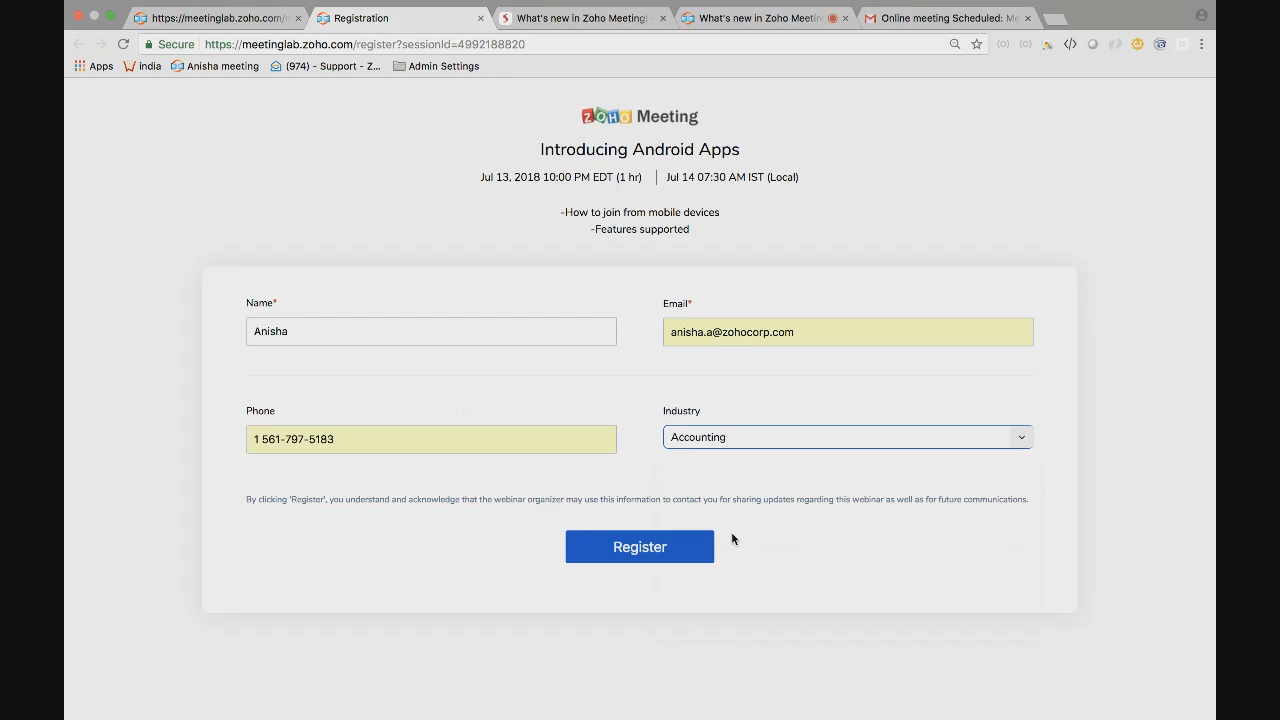 https://meetinglab.zoho.com/n
Registration
What's new in Zoho Meeting!
What's new in Zoho Meetin
Online meeting Scheduled: Me
Secure
https://meetinglab.zoho.com/register?sessionId=4992188820
Apps
india
Anisha meeting
(974) - Support - Z...
Admin Settings
ZOHO Meeting
Introducing Android Apps
Jul 13, 2018 10:00 PM EDT (1 hr) | Jul 14 07:30 AM IST (Local)
-How to join from mobile devices
-Features supported
Name*
Email*
Anisha
anisha.a@zohocorp.com
Phone
Industry
1 561-797-5183
Accounting
By clicking 'Register', you understand and acknowledge that the webinar organizer may use this information to contact you for sharing updates regarding this webinar as well as for future communications.
Register